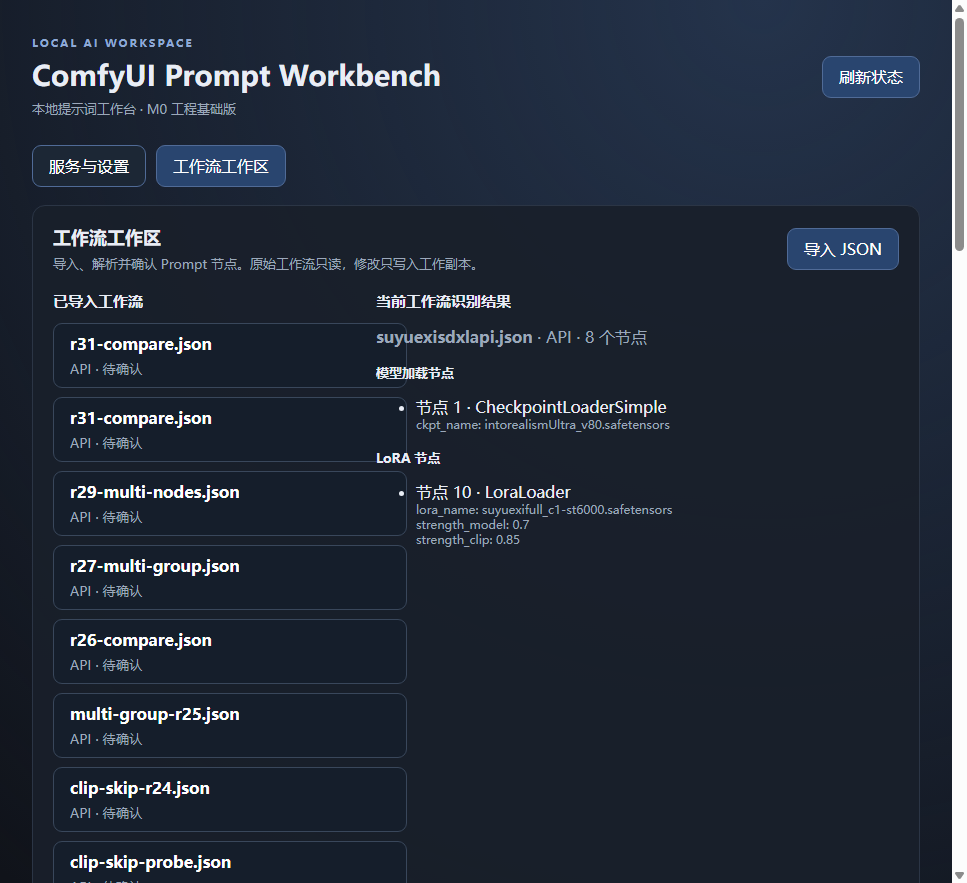 LOCAL AI WORKSPACE
ComfyUI Prompt Workbench
本地提示词工作台 · M0 工程基础版
刷新状态
服务与设置
工作流工作区
工作流工作区
导入、解析并确认 Prompt 节点。原始工作流只读，修改只写入工作副本。
导入 JSON
已导入工作流
r31-compare.json
API · 待确认
r31-compare.json
API · 待确认
r29-multi-nodes.json
API · 待确认
r27-multi-group.json
API · 待确认
r26-compare.json
API · 待确认
multi-group-r25.json
API · 待确认
clip-skip-r24.json
API · 待确认
clip-skip-probe.json
当前工作流识别结果
suyuexisdxlapi.json · API · 8 个节点
模型加载节点
节点 1 · CheckpointLoaderSimple
ckpt_name: intorealismUltra_v80.safetensors
LoRA 节点
节点 10 · LoraLoader
lora_name: suyuexifull_c1-st6000.safetensors
strength_model: 0.7
strength_clip: 0.85